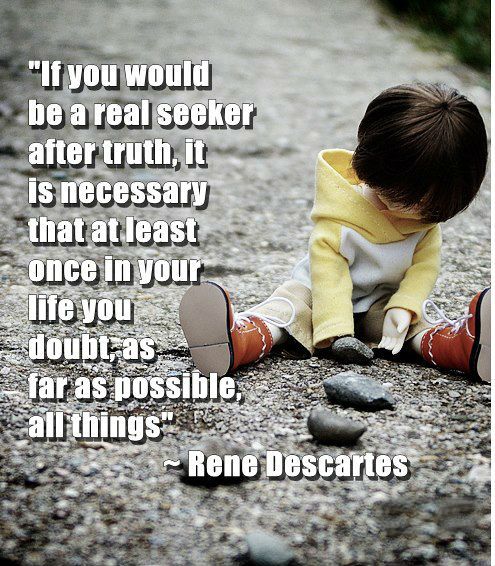 "If you would
be a real seeker
after truth, it
is necessary
that at least
once in your
life you
doubt, as
far as possible,
all things"
~ Rene Descartes